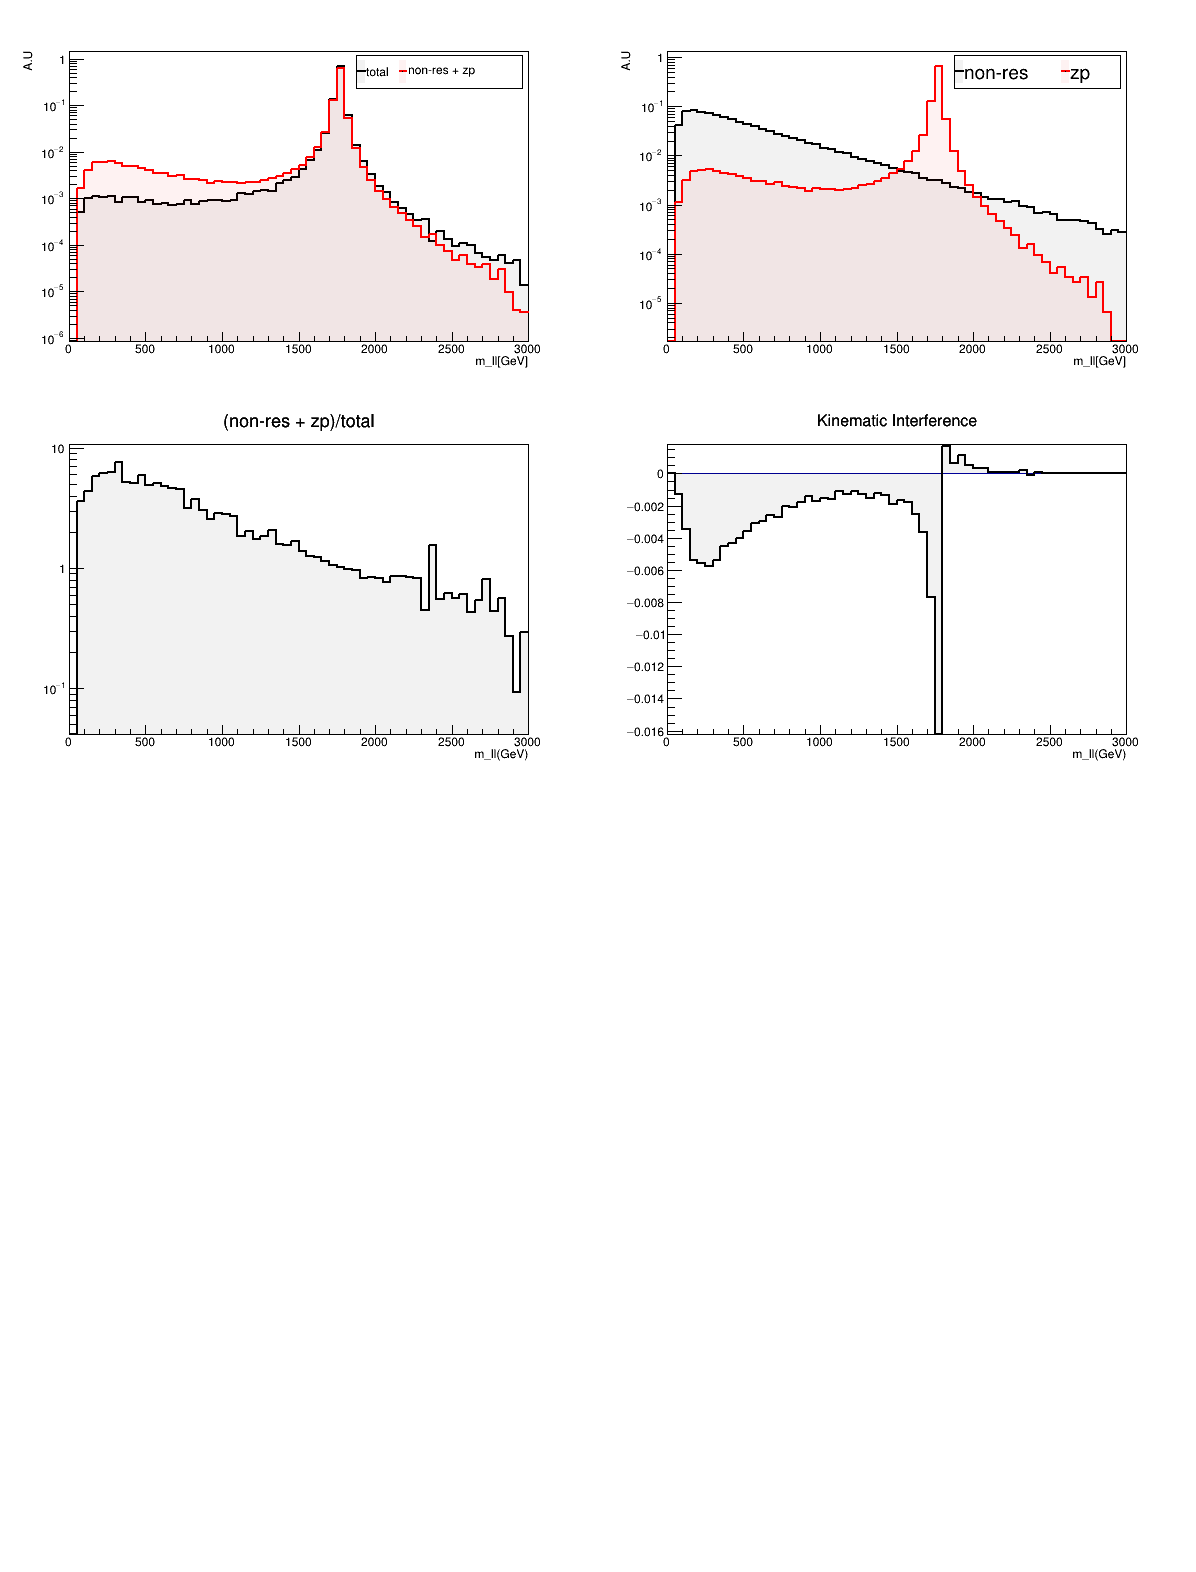 A.U
total
non-res + zp
1
10−1
10−2
10−3
10−4
10−5
10−6
0 500 1000 1500 2000 2500 3000
m_ll[GeV]
A.U
non-res
zp
1
10−1
10−2
10−3
10−4
10−5
0 500 1000 1500 2000 2500 3000
m_ll[GeV]
(non-res + zp)/total
10
1
10−1
0 500 1000 1500 2000 2500 3000
m_ll(GeV)
Kinematic Interference
0
−0.002
−0.004
−0.006
−0.008
−0.01
−0.012
−0.014
−0.016
0 500 1000 1500 2000 2500 3000
m_ll(GeV)